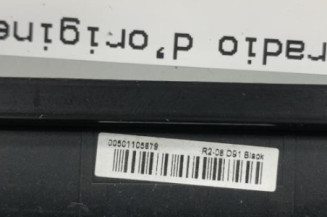 radio d'origine
00501105879 R2-08 D91 Black